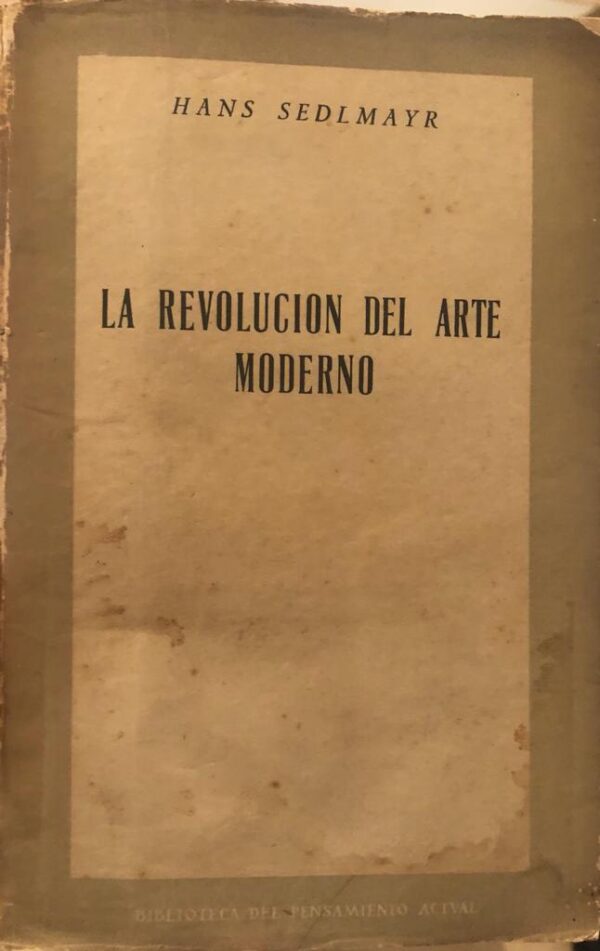 HANS SEDLMAYR
LA REVOLUCION DEL ARTE
MODERNO
BIBLIOTECA DEL PENSAMIENTO ACTVAL